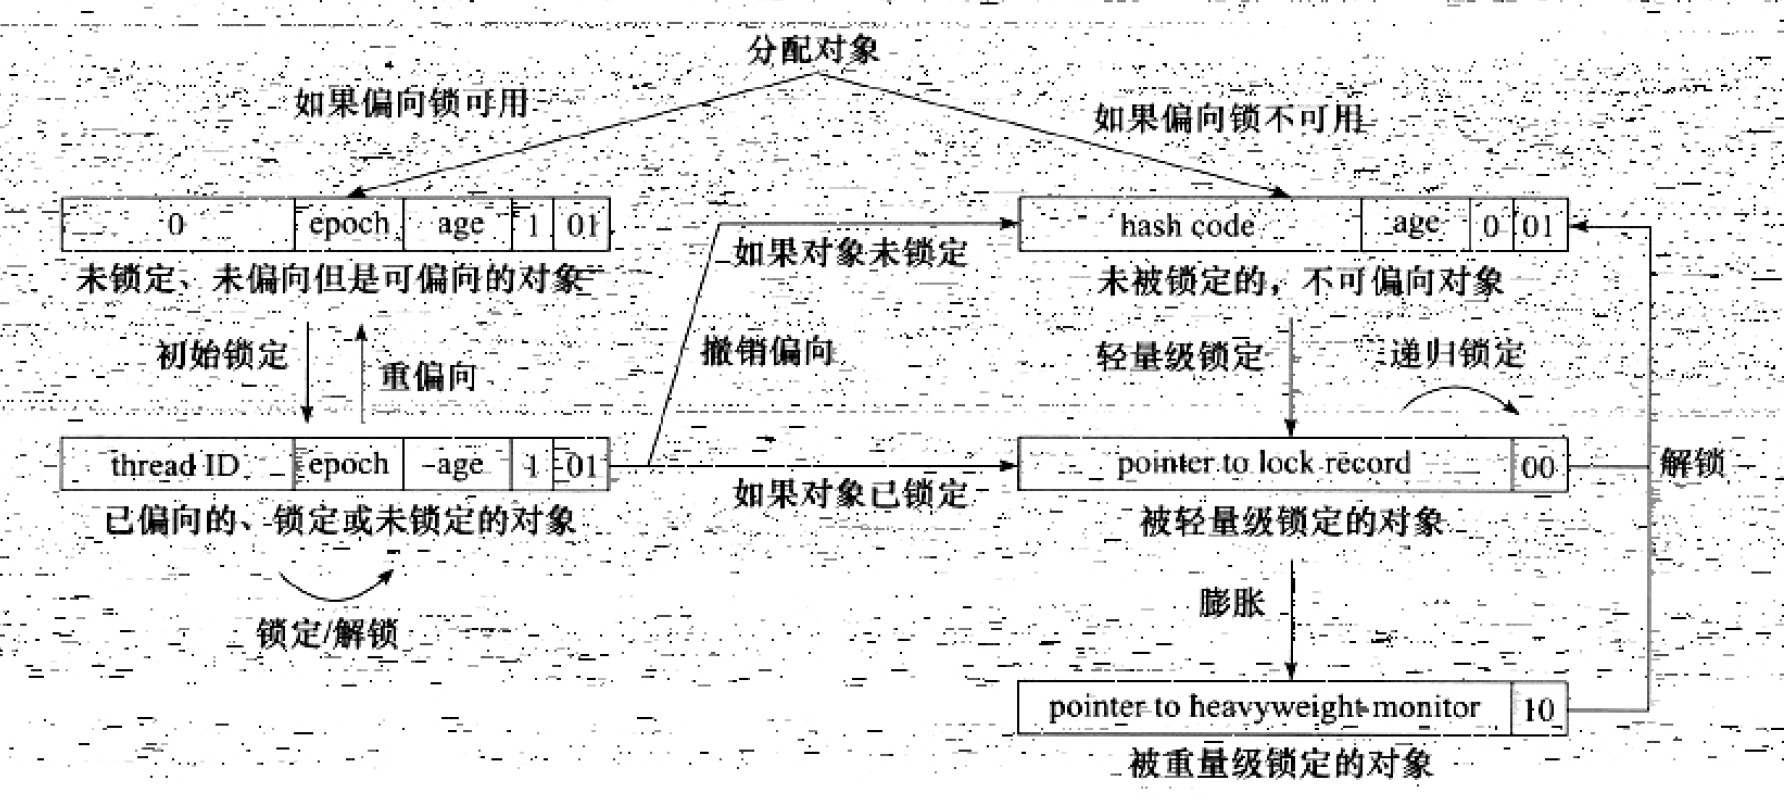 分配对象
如果偏向锁可用
如果偏向锁不可用
0 epoch age 1 01
hash code age 0 01
未锁定、未偏向但是可偏向的对象
如果对象未锁定
未被锁定的，不可偏向对象
初始锁定
重偏向
撤销偏向
轻量级锁定
递归锁定
thread ID epoch age 1 01
pointer to lock record 00
解锁
已偏向的、锁定或未锁定的对象
如果对象已锁定
被轻量级锁定的对象
锁定/解锁
膨胀
pointer to heavyweight monitor 10
被重量级锁定的对象